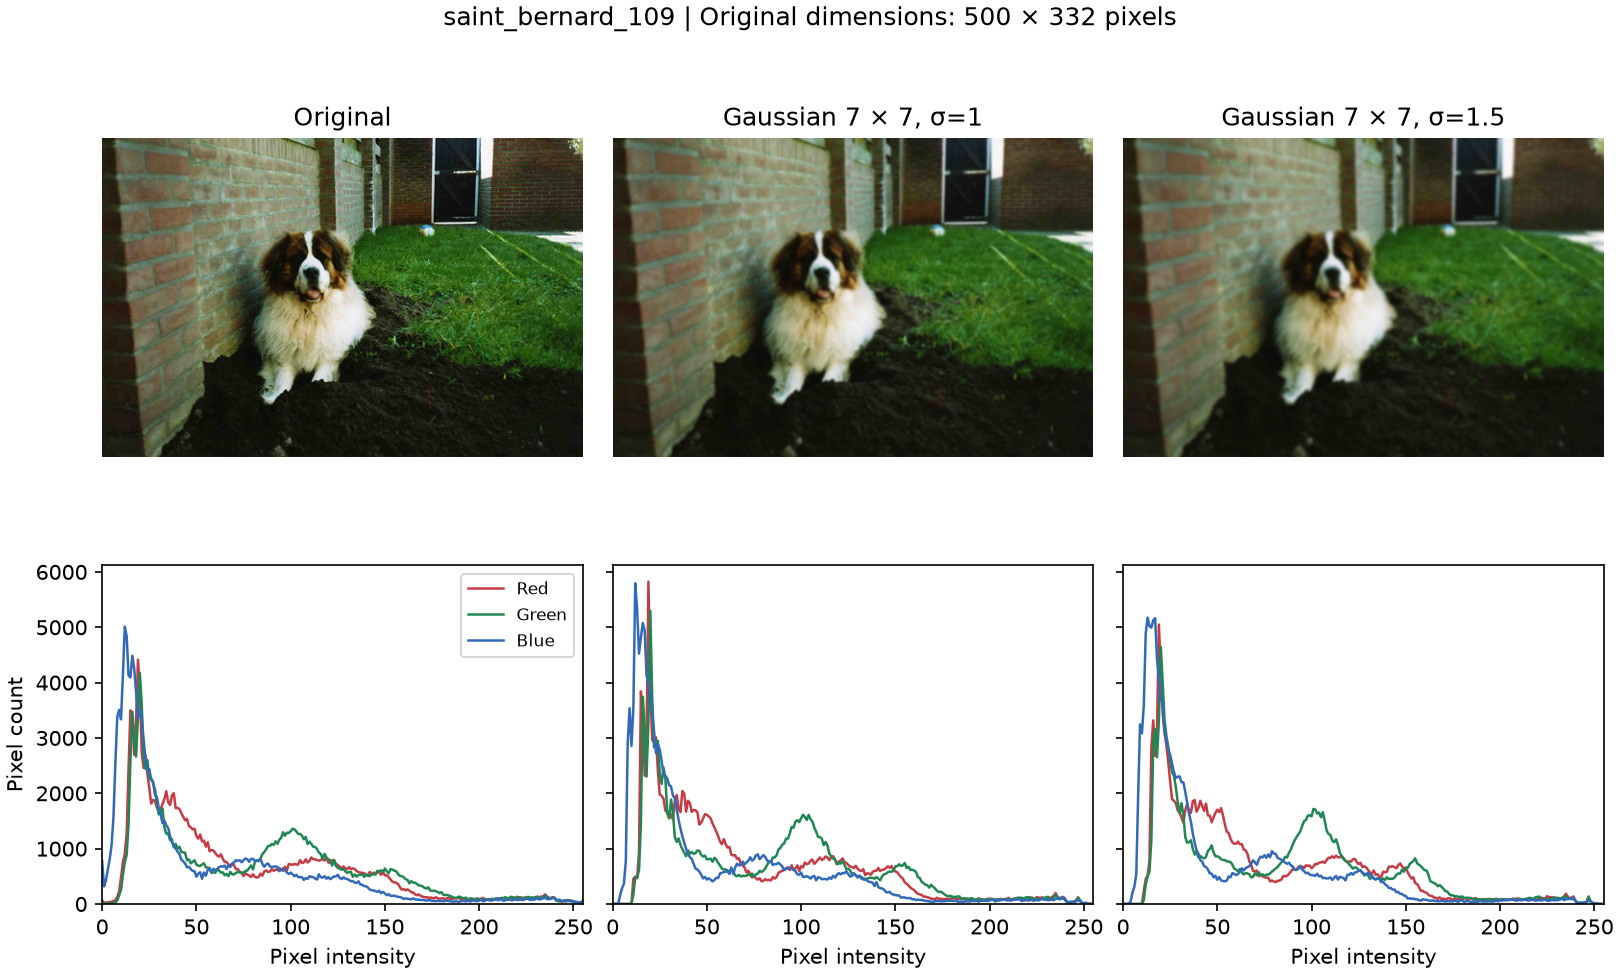 saint_bernard_109 | Original dimensions: 500 × 332 pixels
Original
Gaussian 7 × 7, σ=1
Gaussian 7 × 7, σ=1.5
6000
5000
4000
3000
2000
1000
0
Pixel count
Red
Green
Blue
0 50 100 150 200 250
0 50 100 150 200 250
0 50 100 150 200 250
Pixel intensity
Pixel intensity
Pixel intensity